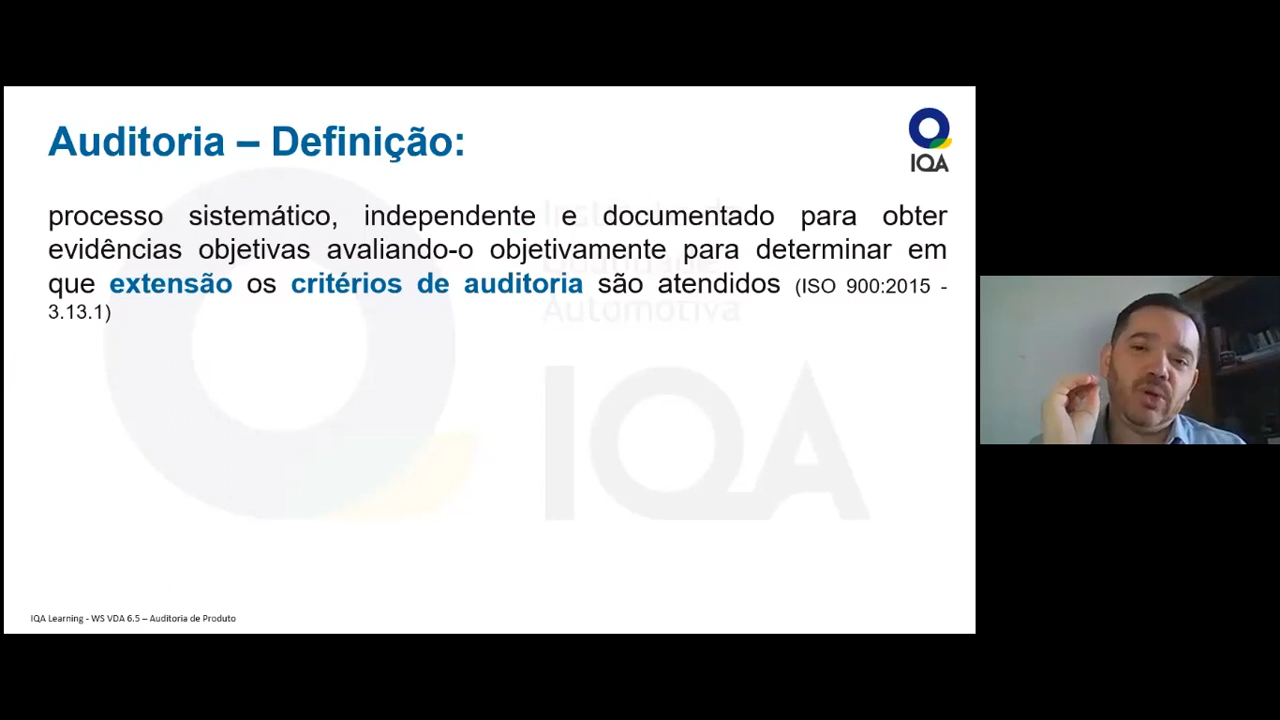 Auditoria – Definição:
IQA
processo sistemático, independente e documentado para obter
evidências objetivas avaliando-o objetivamente para determinar em
que extensão os critérios de auditoria são atendidos (ISO 900:2015 -
3.13.1)
Automotiva
IQA
IQA Learning - WS VDA 6.5 – Auditoria de Produto